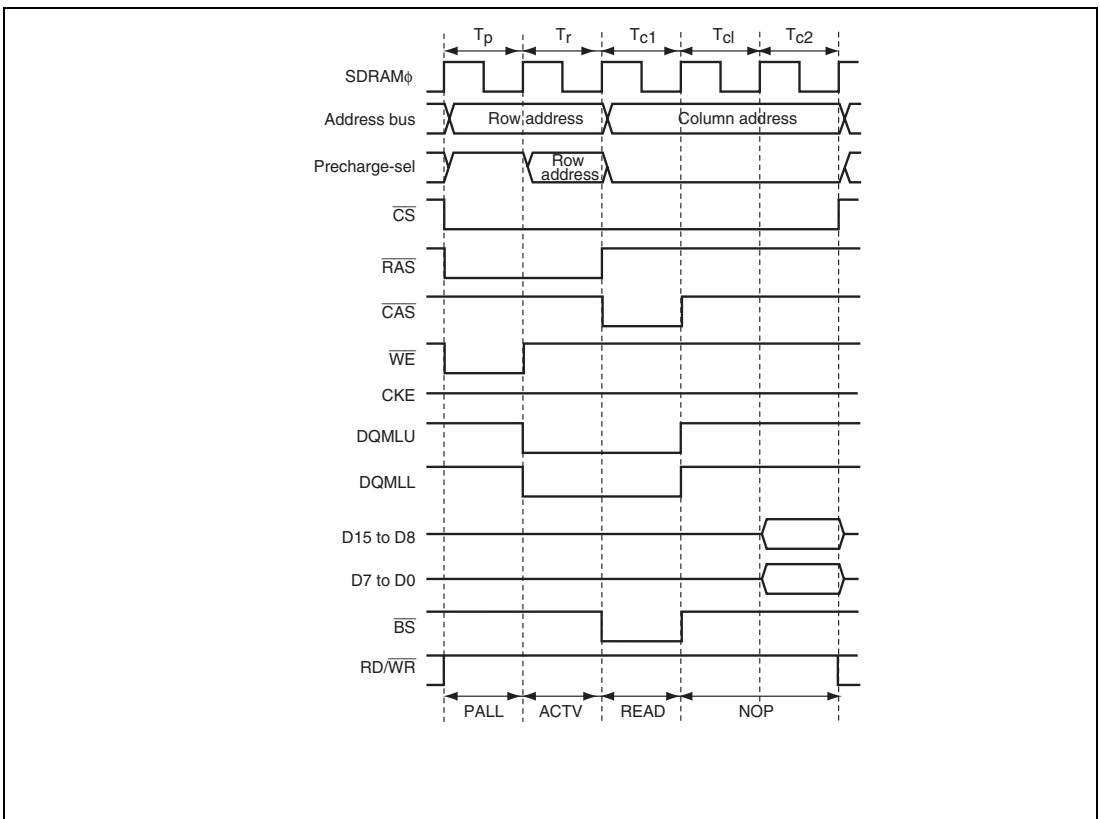 Tp Tr Tc1 Tcl Tc2
SDRAMϕ
Address bus Row address Column address
Precharge-sel Row
address
CS
RAS
CAS
WE
CKE
DQMLU
DQMLL
D15 to D8
D7 to D0
BS
RD/WR
PALL ACTV READ NOP